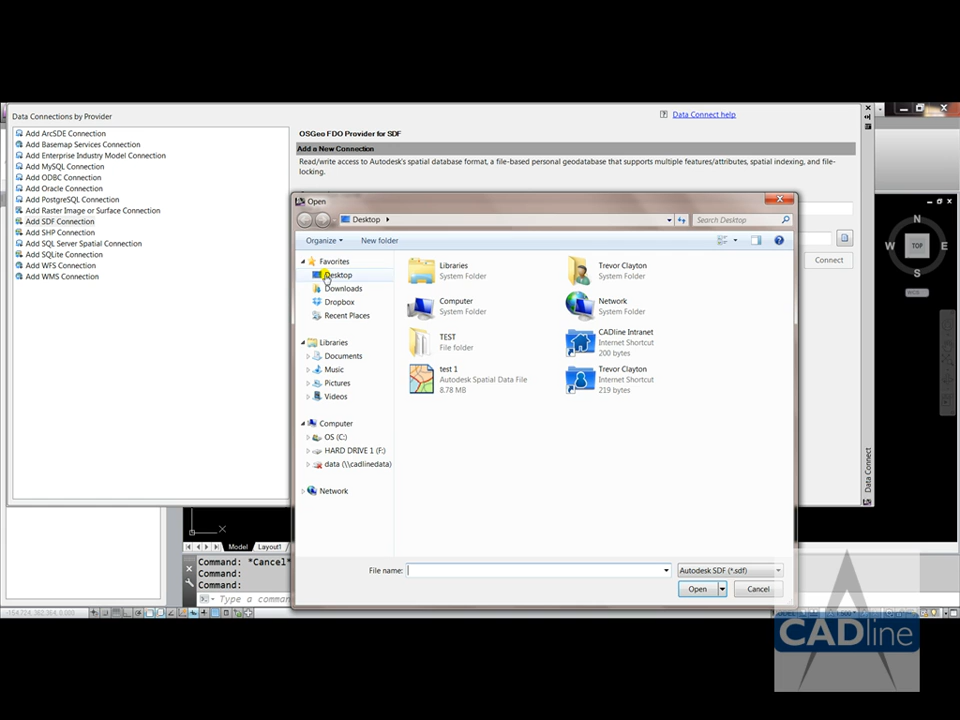 Data Connections by Provider
Add ArcSDE Connection
Add Basemap Services Connection
Add Enterprise Industry Model Connection
Add MySQL Connection
Add ODBC Connection
Add Oracle Connection
Add PostgreSQL Connection
Add Raster Image or Surface Connection
Add SDF Connection
Add SHP Connection
Add SQL Server Spatial Connection
Add SQLite Connection
Add WFS Connection
Add WMS Connection
Data Connect help
OSGeo FDO Provider for SDF
Add a New Connection
Read/write access to Autodesk's spatial database format, a file-based personal geodatabase that supports multiple features/attributes, spatial indexing, and file-
locking.
Connect
Data Connect
Open
Desktop
Search Desktop
Organize
New folder
Favorites
Desktop
Downloads
Dropbox
Recent Places
Libraries
Documents
Music
Pictures
Videos
Computer
OS (C:)
HARD DRIVE 1 (F:)
data (\\cadlinedata)
Network
Libraries
System Folder
Trevor Clayton
System Folder
Computer
System Folder
Network
System Folder
TEST
File folder
CADline Intranet
Internet Shortcut
200 bytes
test 1
Autodesk Spatial Data File
8.78 MB
Trevor Clayton
Internet Shortcut
219 bytes
File name:
Autodesk SDF (*.sdf)
Open
Cancel
N
W
TOP
E
S
X
Model
Layout1
Command: *Cancel*
Command:
Command:
Type a comman
CADline